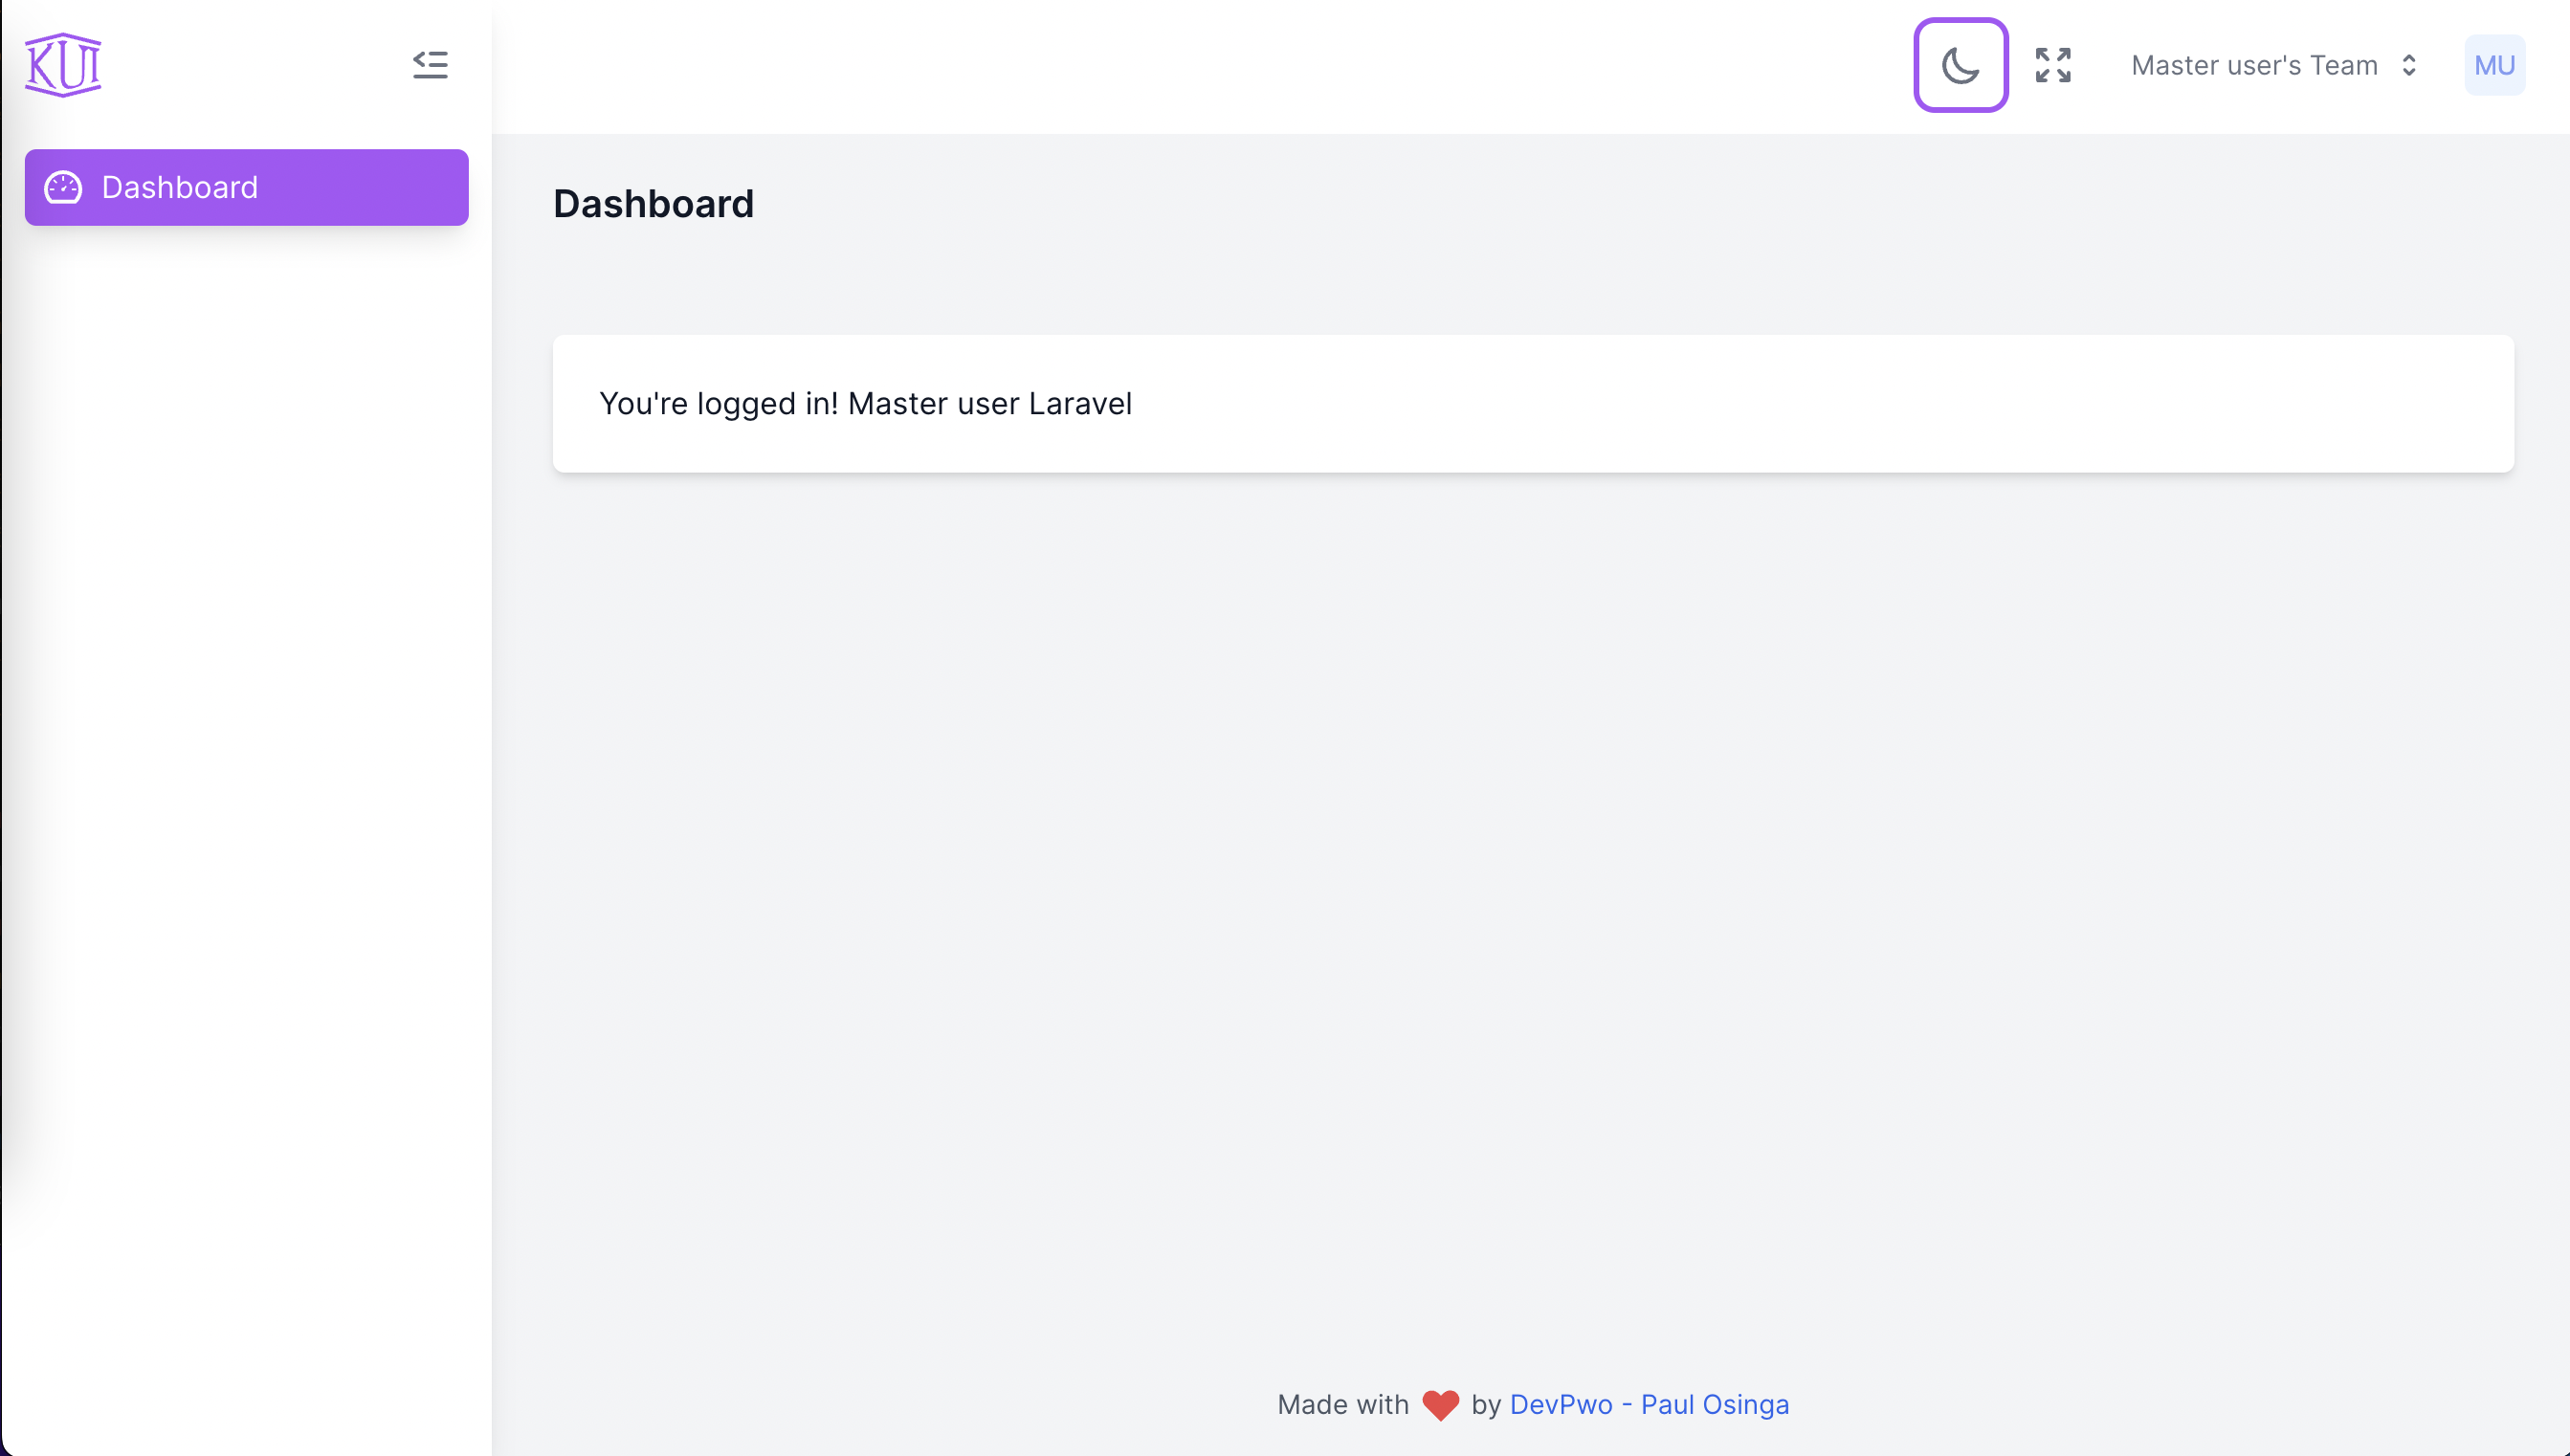 KUI
Master user's Team
MU
Dashboard
Dashboard
You're logged in! Master user Laravel
Made with ❤ by DevPwo - Paul Osinga